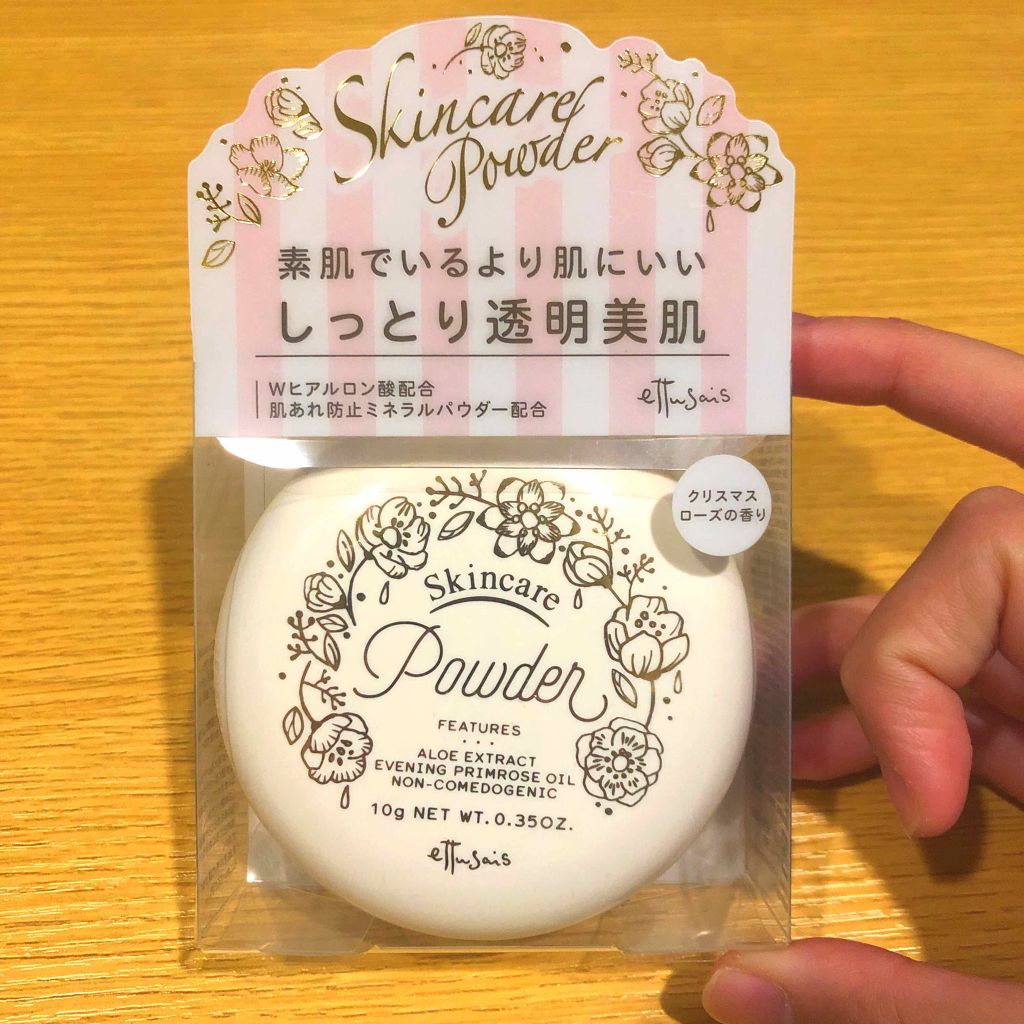 Skincare
Powder
素肌でいるより肌にいい
しっとり透明美肌
Wヒアルロン酸配合
肌あれ防止ミネラルパウダー配合
ettusais
クリスマス
ローズの香り
Skincare
Powder
FEATURES
ALOE EXTRACT
EVENING PRIMROSE OIL
NON-COMEDOGENIC
10g NET WT. 0.35OZ.
ettusais